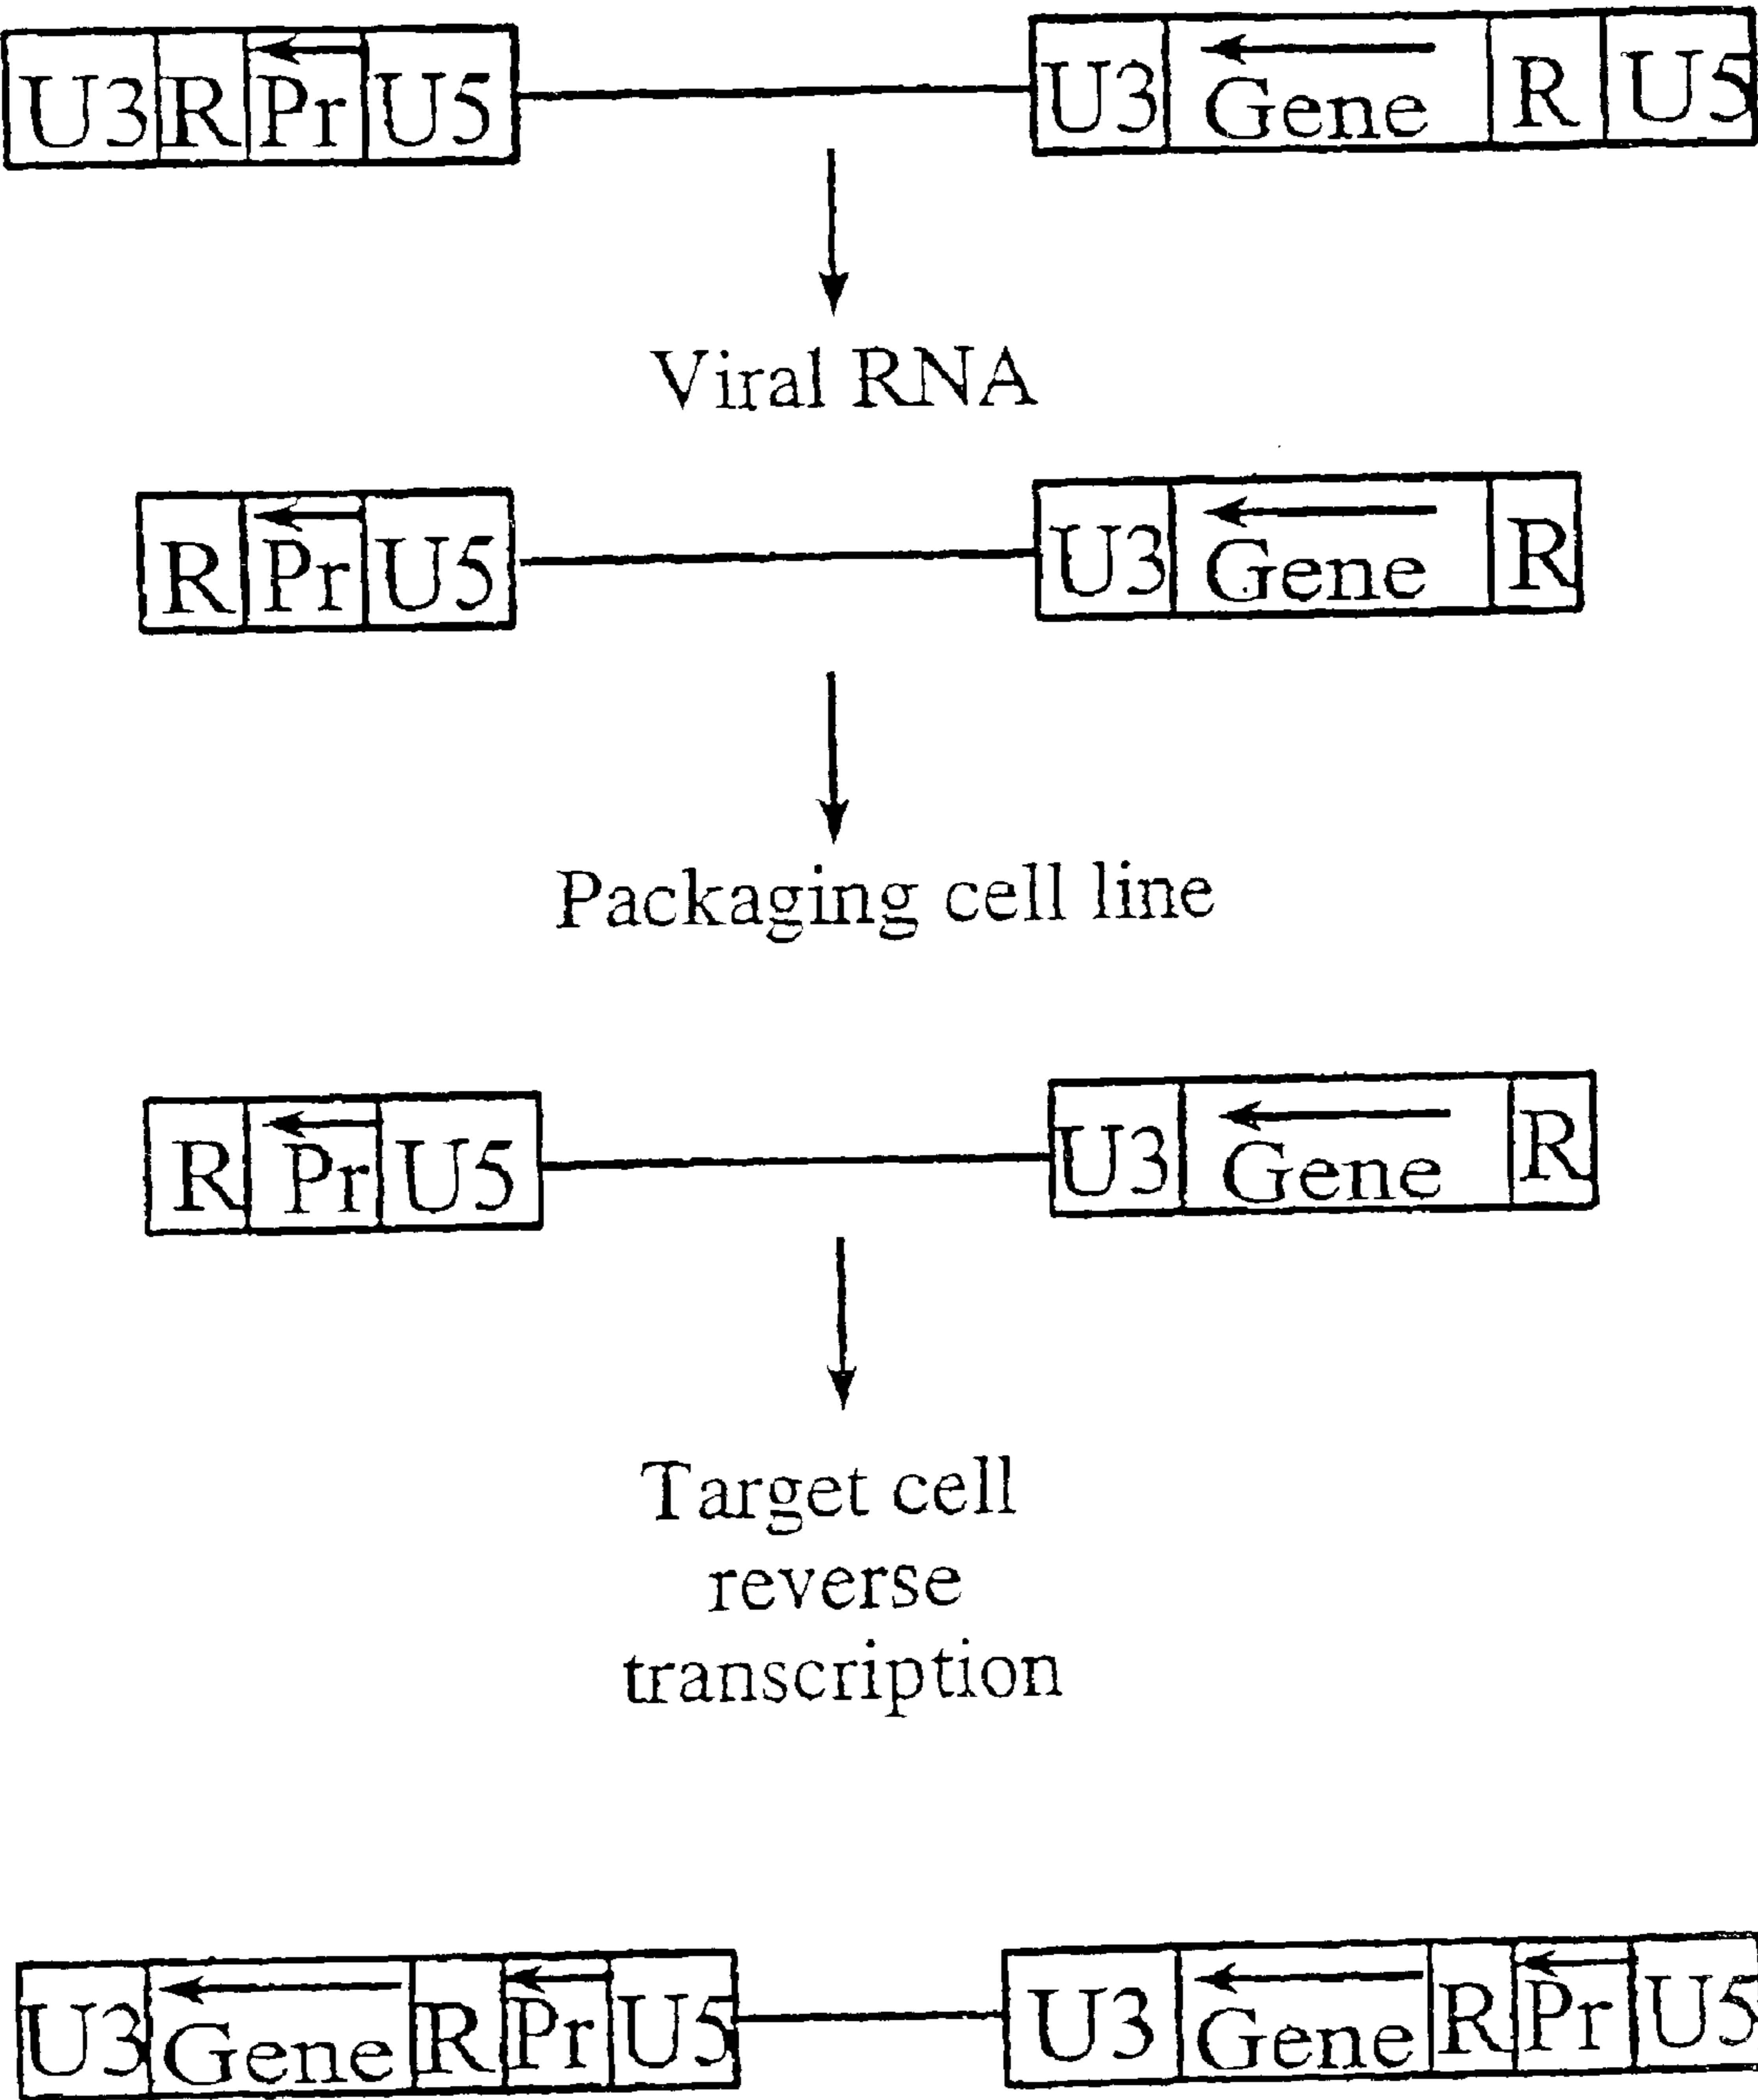 U3 R Pr U5 U3 Gene R U5
Viral RNA
R Pr U5 U3 Gene R
Packaging cell line
R Pr U5 U3 Gene R
Target cell
reverse
transcription
U3 Gene R Pr U5 U3 Gene R Pr U5